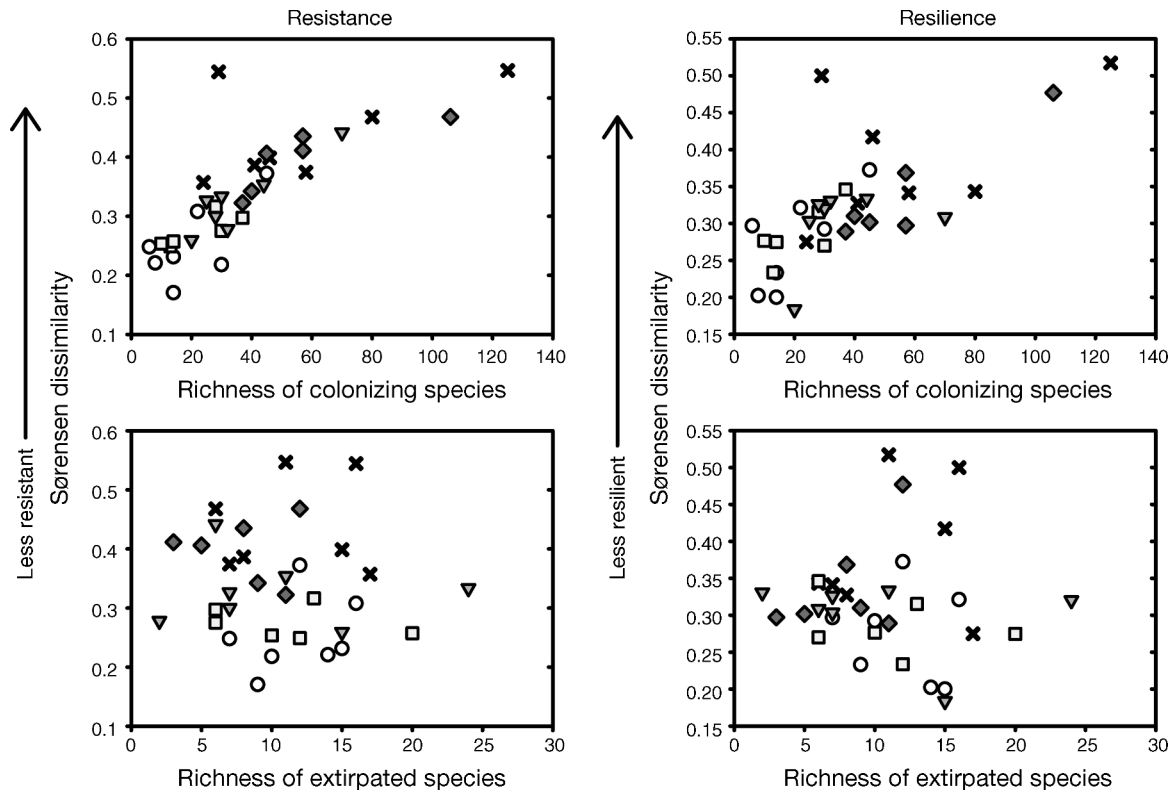 Resistance
0.6
0.5
0.4
0.3
0.2
0.1
0 20 40 60 80 100 120 140
Richness of colonizing species
Resilience
0.55
0.50
0.45
0.40
0.35
0.30
0.25
0.20
0.15
0 20 40 60 80 100 120 140
Richness of colonizing species
Less resistant
Sørensen dissimilarity
Less resilient
Sørensen dissimilarity
0.6
0.5
0.4
0.3
0.2
0.1
0 5 10 15 20 25 30
Richness of extirpated species
0.55
0.50
0.45
0.40
0.35
0.30
0.25
0.20
0.15
0 5 10 15 20 25 30
Richness of extirpated species